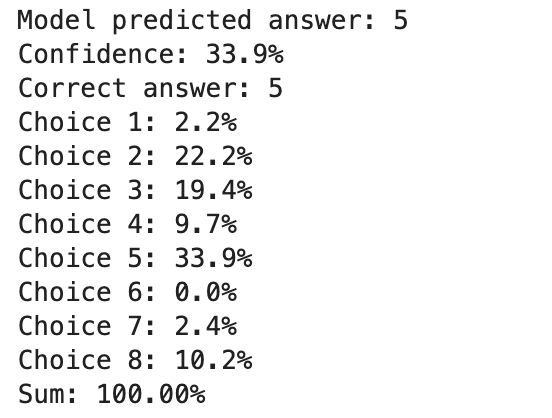 Model predicted answer: 5
Confidence: 33.9%
Correct answer: 5
Choice 1: 2.2%
Choice 2: 22.2%
Choice 3: 19.4%
Choice 4: 9.7%
Choice 5: 33.9%
Choice 6: 0.0%
Choice 7: 2.4%
Choice 8: 10.2%
Sum: 100.00%